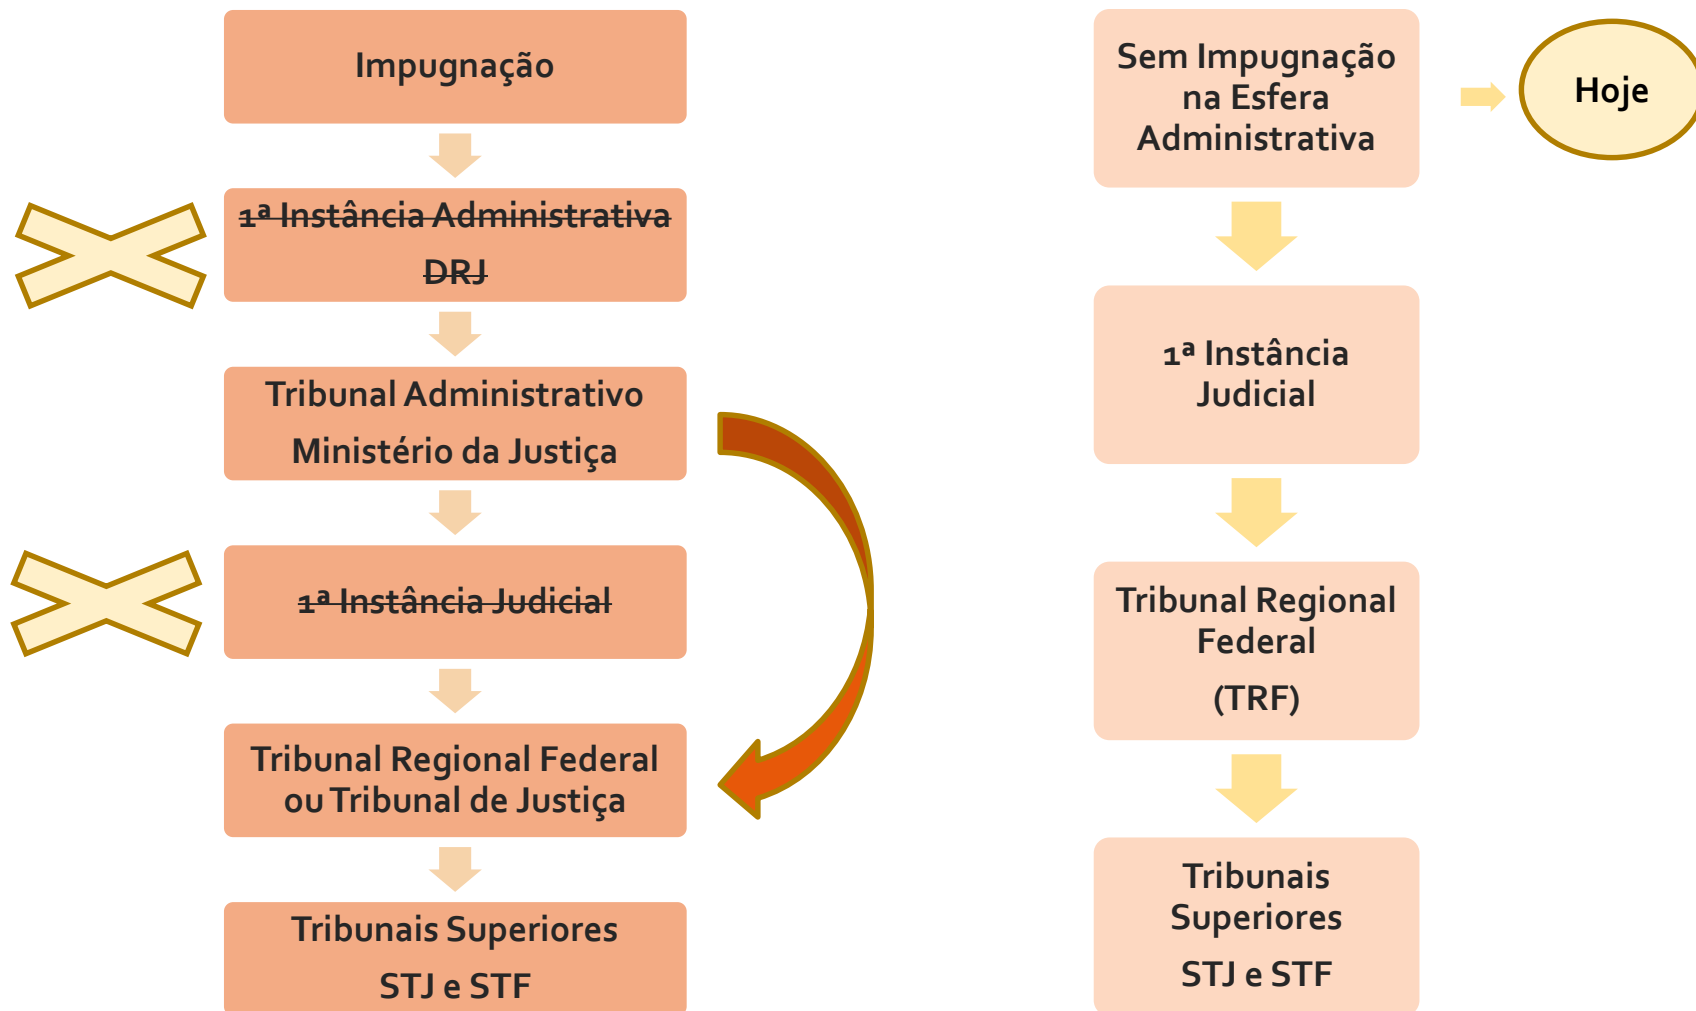 Impugnação
1ª Instância Administrativa
DRJ
Tribunal Administrativo
Ministério da Justiça
1ª Instância Judicial
Tribunal Regional Federal
ou Tribunal de Justiça
Tribunais Superiores
STJ e STF
Sem Impugnação
na Esfera
Administrativa
Hoje
1ª Instância
Judicial
Tribunal Regional
Federal
(TRF)
Tribunais
Superiores
STJ e STF